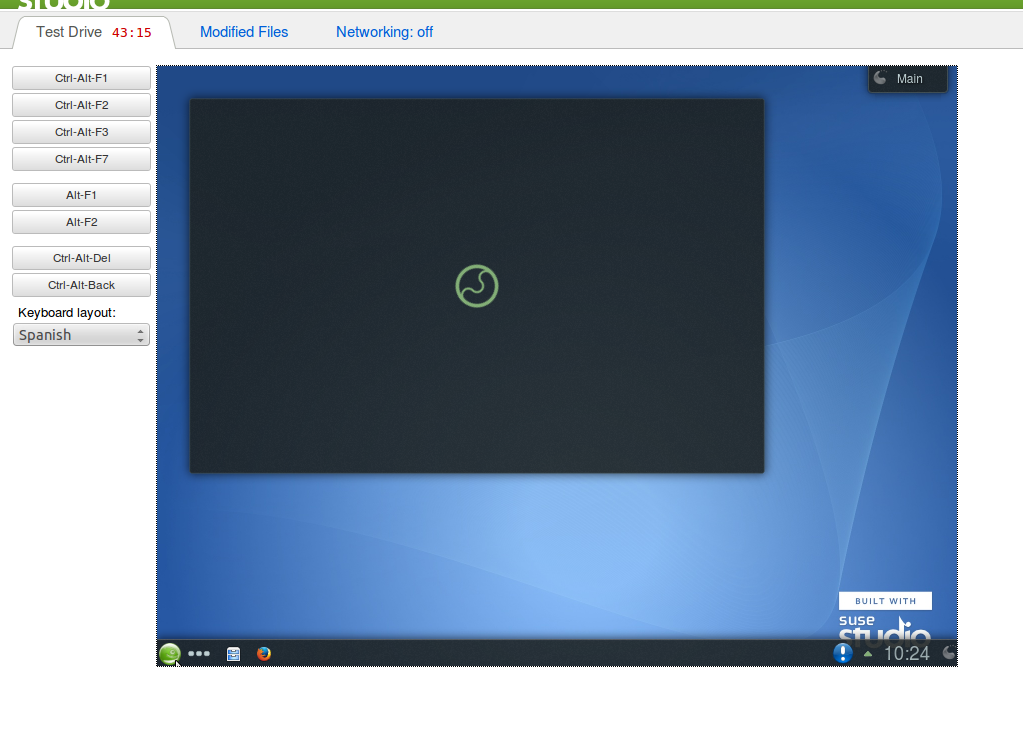 studio
Test Drive 43:15 Modified Files Networking: off
Ctrl-Alt-F1
Ctrl-Alt-F2
Ctrl-Alt-F3
Ctrl-Alt-F7
Alt-F1
Alt-F2
Ctrl-Alt-Del
Ctrl-Alt-Back
Keyboard layout:
Spanish
Main
BUILT WITH
suse
studio
10:24